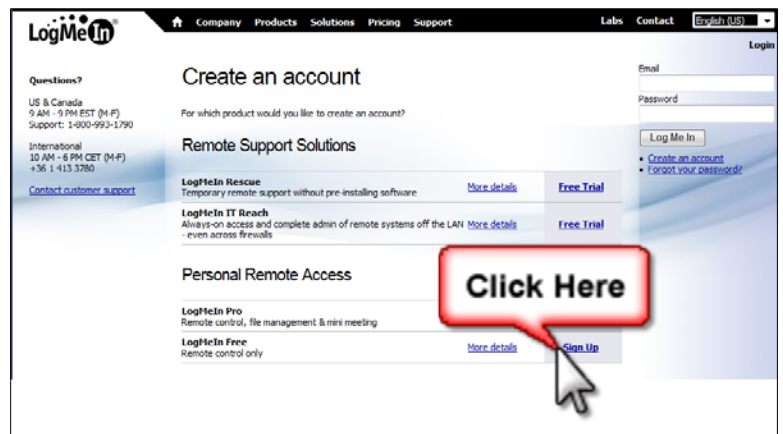 LogMeIn
Company Products Solutions Pricing Support
Labs Contact English (US)
Login
Questions?
US & Canada
9 AM - 9 PM EST (M-F)
Support: 1-800-993-1790
International
10 AM - 6 PM CET (M-F)
+36 1 413 3780
Contact customer support
Create an account
For which product would you like to create an account?
Remote Support Solutions
LogMeIn Rescue
Temporary remote support without pre-installing software
More details
Free Trial
LogMeIn IT Reach
Always-on access and complete admin of remote systems off the LAN
- even across firewalls
More details
Free Trial
Personal Remote Access
LogMeIn Pro
Remote control, file management & mini meeting
LogMeIn Free
Remote control only
More details
Sign Up
Click Here
Email
Password
Log Me In
Create an account
Forgot your password?